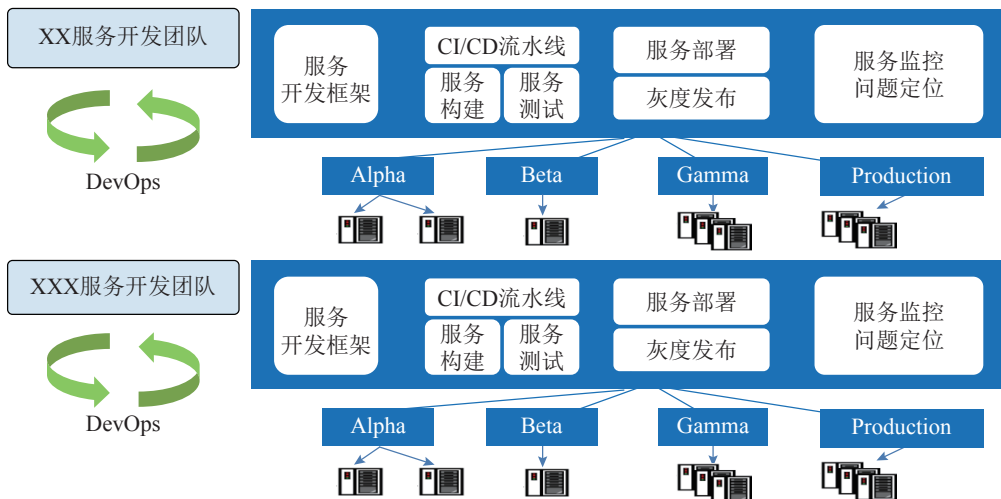 XX服务开发团队
DevOps
服务
开发框架
CI/CD流水线
服务
构建
服务
测试
服务部署
灰度发布
服务监控
问题定位
Alpha
Beta
Gamma
Production
XXX服务开发团队
DevOps
服务
开发框架
CI/CD流水线
服务
构建
服务
测试
服务部署
灰度发布
服务监控
问题定位
Alpha
Beta
Gamma
Production